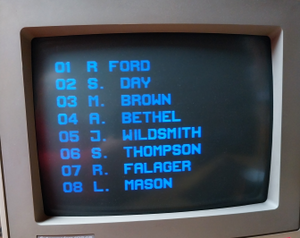 01 R FORD
02 S. DAY
03 M. BROWN
04 A. BETHEL
05 J. WILDSMITH
06 S. THOMPSON
07 R. FALAGER
08 L. MASON